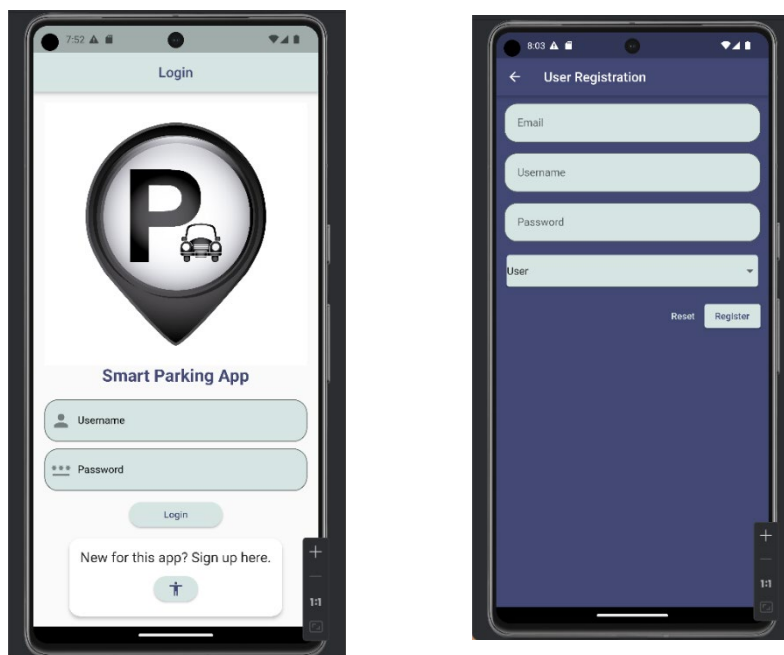 7:52
Login
P
Smart Parking App
Username
Password
Login
New for this app? Sign up here.
1:1
8:03
User Registration
Email
Username
Password
User
Reset
Register
1:1